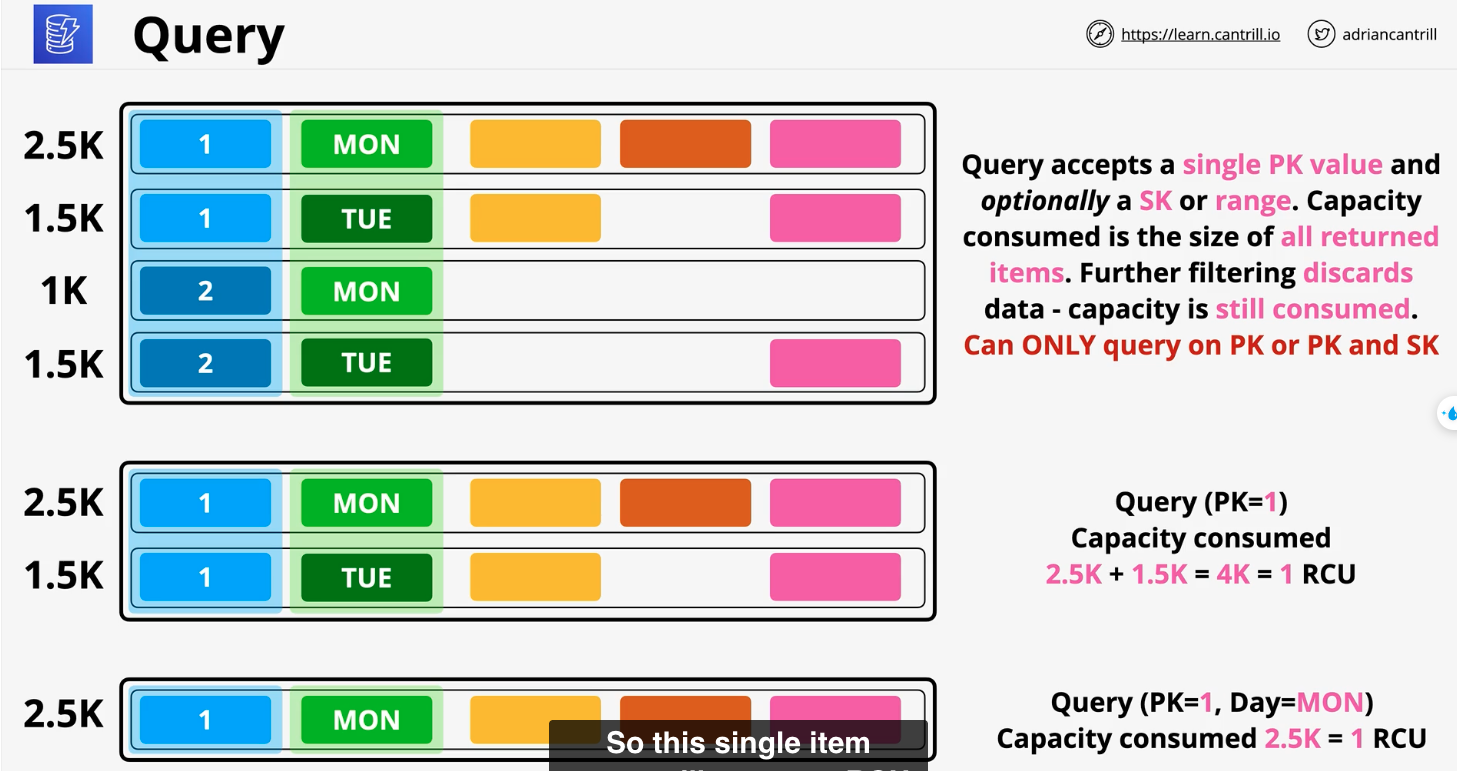 Query
https://learn.cantrill.io
adriancantrill
2.5K 1 MON
1.5K 1 TUE
1K 2 MON
1.5K 2 TUE
Query accepts a single PK value and
optionally a SK or range. Capacity
consumed is the size of all returned
items. Further filtering discards
data - capacity is still consumed.
Can ONLY query on PK or PK and SK
2.5K 1 MON
1.5K 1 TUE
Query (PK=1)
Capacity consumed
2.5K + 1.5K = 4K = 1 RCU
2.5K 1 MON
Query (PK=1, Day=MON)
Capacity consumed 2.5K = 1 RCU
So this single item